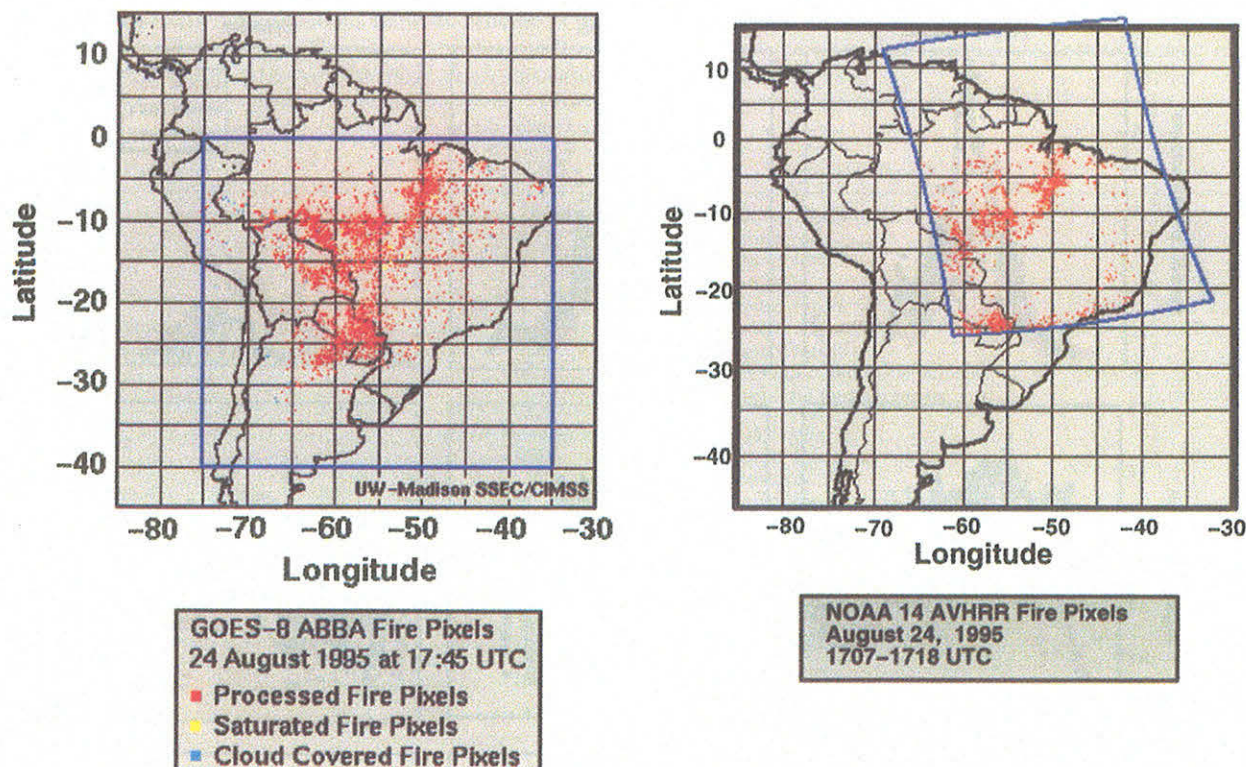 10
0
-10
-20
-30
-40
Latitude
UW-Madison SSEC/CIMSS
-80 -70 -60 -50 -40 -30
Longitude
GOES-8 ABBA Fire Pixels
24 August 1995 at 17:45 UTC
Processed Fire Pixels
Saturated Fire Pixels
Cloud Covered Fire Pixels
10
0
-10
-20
-30
-40
Latitude
-80 -70 -60 -50 -40 -30
Longitude
NOAA 14 AVHRR Fire Pixels
August 24, 1995
1707-1718 UTC